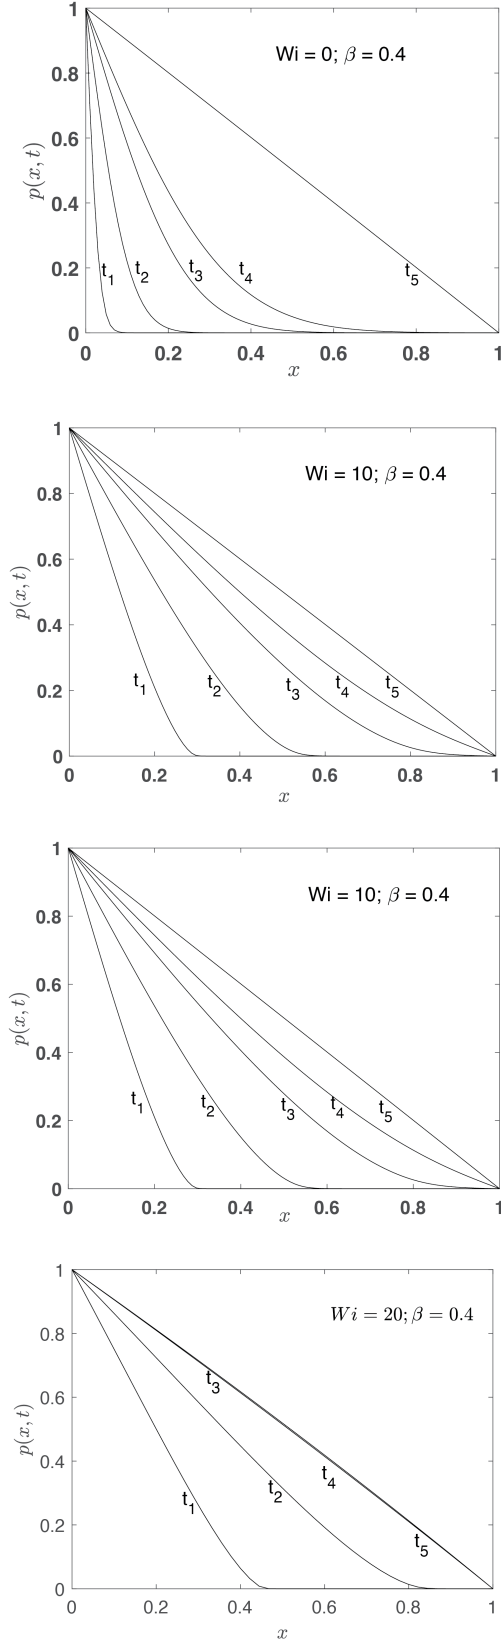 1
Wi = 0; β = 0.4
0.8
0.6
p(x, t)
0.4
0.2
t1 t2 t3 t4 t5
0
0 0.2 0.4 0.6 0.8 1
x
1
Wi = 10; β = 0.4
0.8
0.6
p(x, t)
0.4
t1 t2 t3 t4 t5
0.2
0
0 0.2 0.4 0.6 0.8 1
x
1
Wi = 10; β = 0.4
0.8
0.6
p(x, t)
0.4
t1 t2 t3 t4 t5
0.2
0
0 0.2 0.4 0.6 0.8 1
x
1
Wi = 20; β = 0.4
0.8
t3
0.6
p(x, t)
0.4
t4
t2
t1
0.2
t5
0
0 0.2 0.4 0.6 0.8 1
x